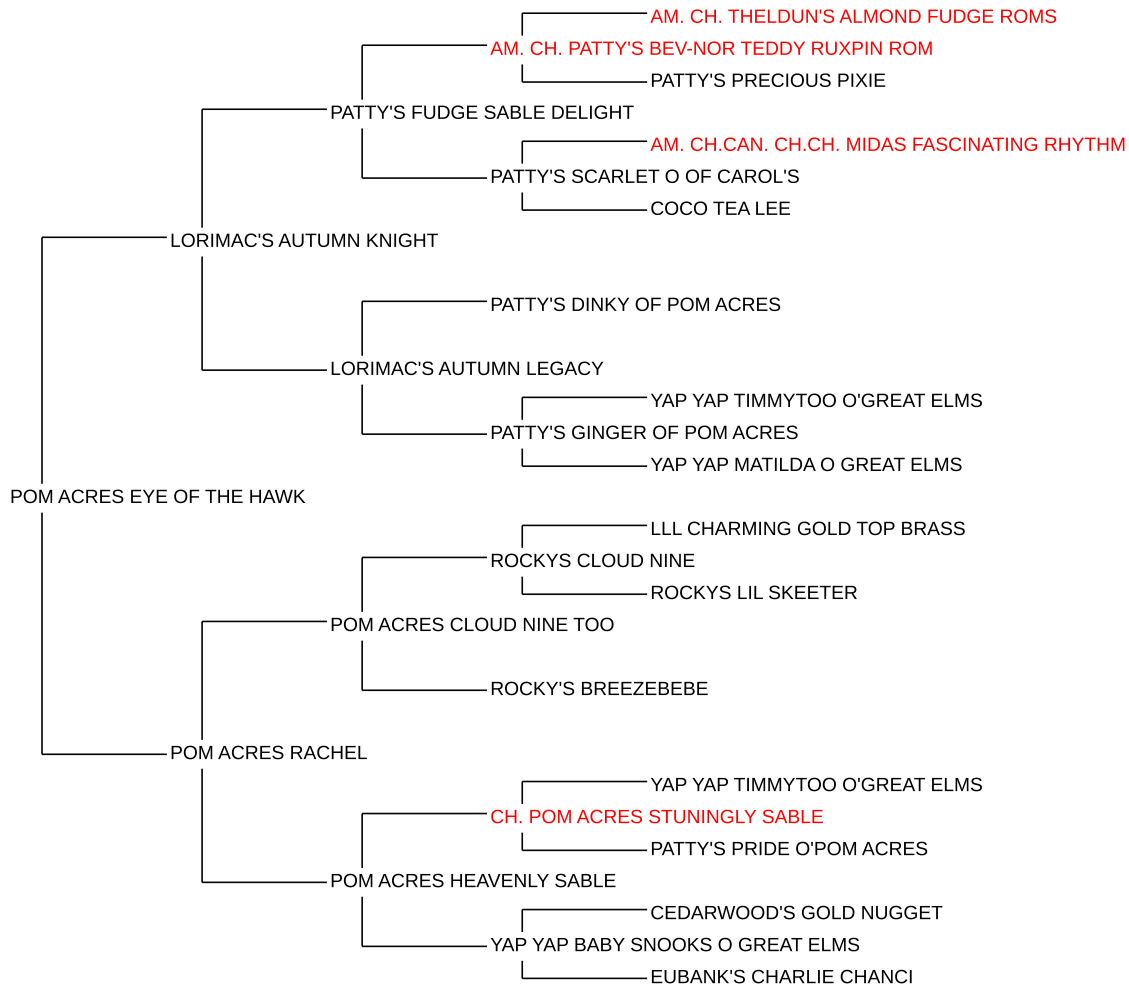 AM. CH. THELDUN'S ALMOND FUDGE ROMS
AM. CH. PATTY'S BEV-NOR TEDDY RUXPIN ROM
PATTY'S PRECIOUS PIXIE
PATTY'S FUDGE SABLE DELIGHT
AM. CH.CAN. CH.CH. MIDAS FASCINATING RHYTHM
PATTY'S SCARLET O OF CAROL'S
COCO TEA LEE
LORIMAC'S AUTUMN KNIGHT
PATTY'S DINKY OF POM ACRES
LORIMAC'S AUTUMN LEGACY
YAP YAP TIMMYTOO O'GREAT ELMS
PATTY'S GINGER OF POM ACRES
YAP YAP MATILDA O GREAT ELMS
POM ACRES EYE OF THE HAWK
LLL CHARMING GOLD TOP BRASS
ROCKYS CLOUD NINE
ROCKYS LIL SKEETER
POM ACRES CLOUD NINE TOO
ROCKY'S BREEZEBEBE
POM ACRES RACHEL
YAP YAP TIMMYTOO O'GREAT ELMS
CH. POM ACRES STUNINGLY SABLE
PATTY'S PRIDE O'POM ACRES
POM ACRES HEAVENLY SABLE
CEDARWOOD'S GOLD NUGGET
YAP YAP BABY SNOOKS O GREAT ELMS
EUBANK'S CHARLIE CHANCI